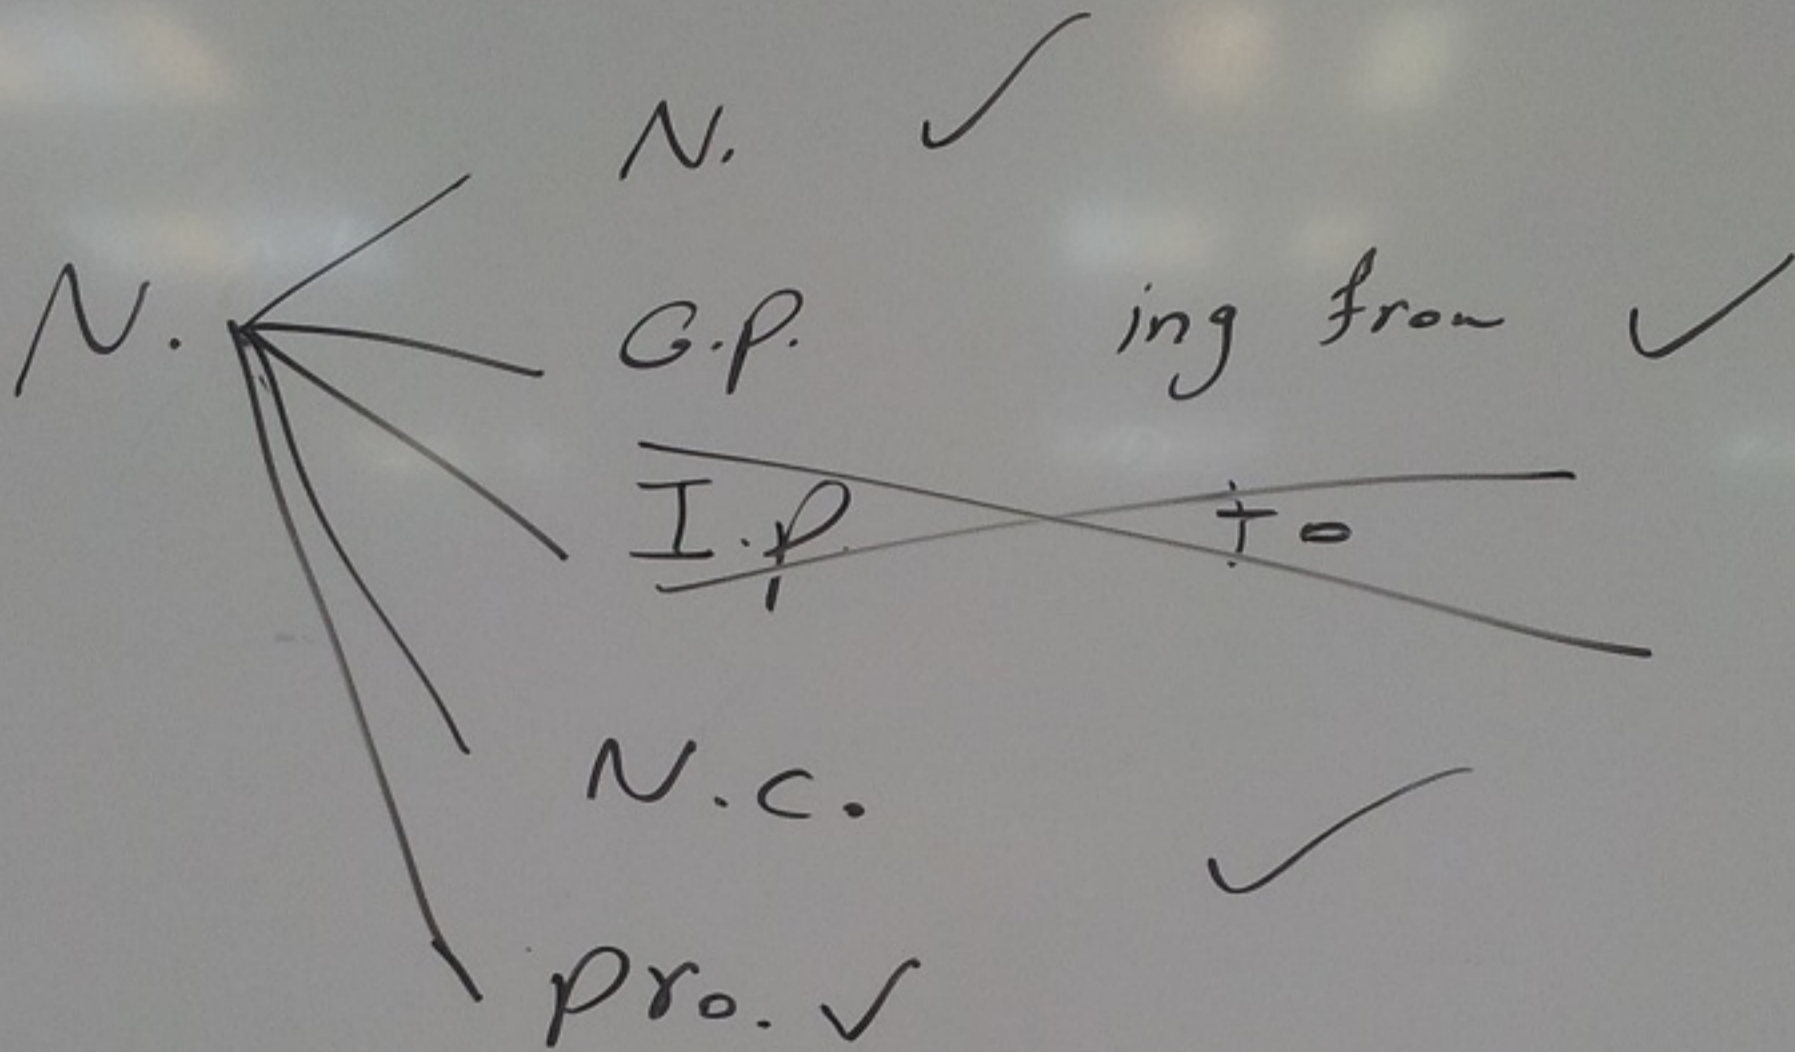 N. ✓
N. G.P. ing from ✓
I.P. to
N.C. ✓
Pro. ✓